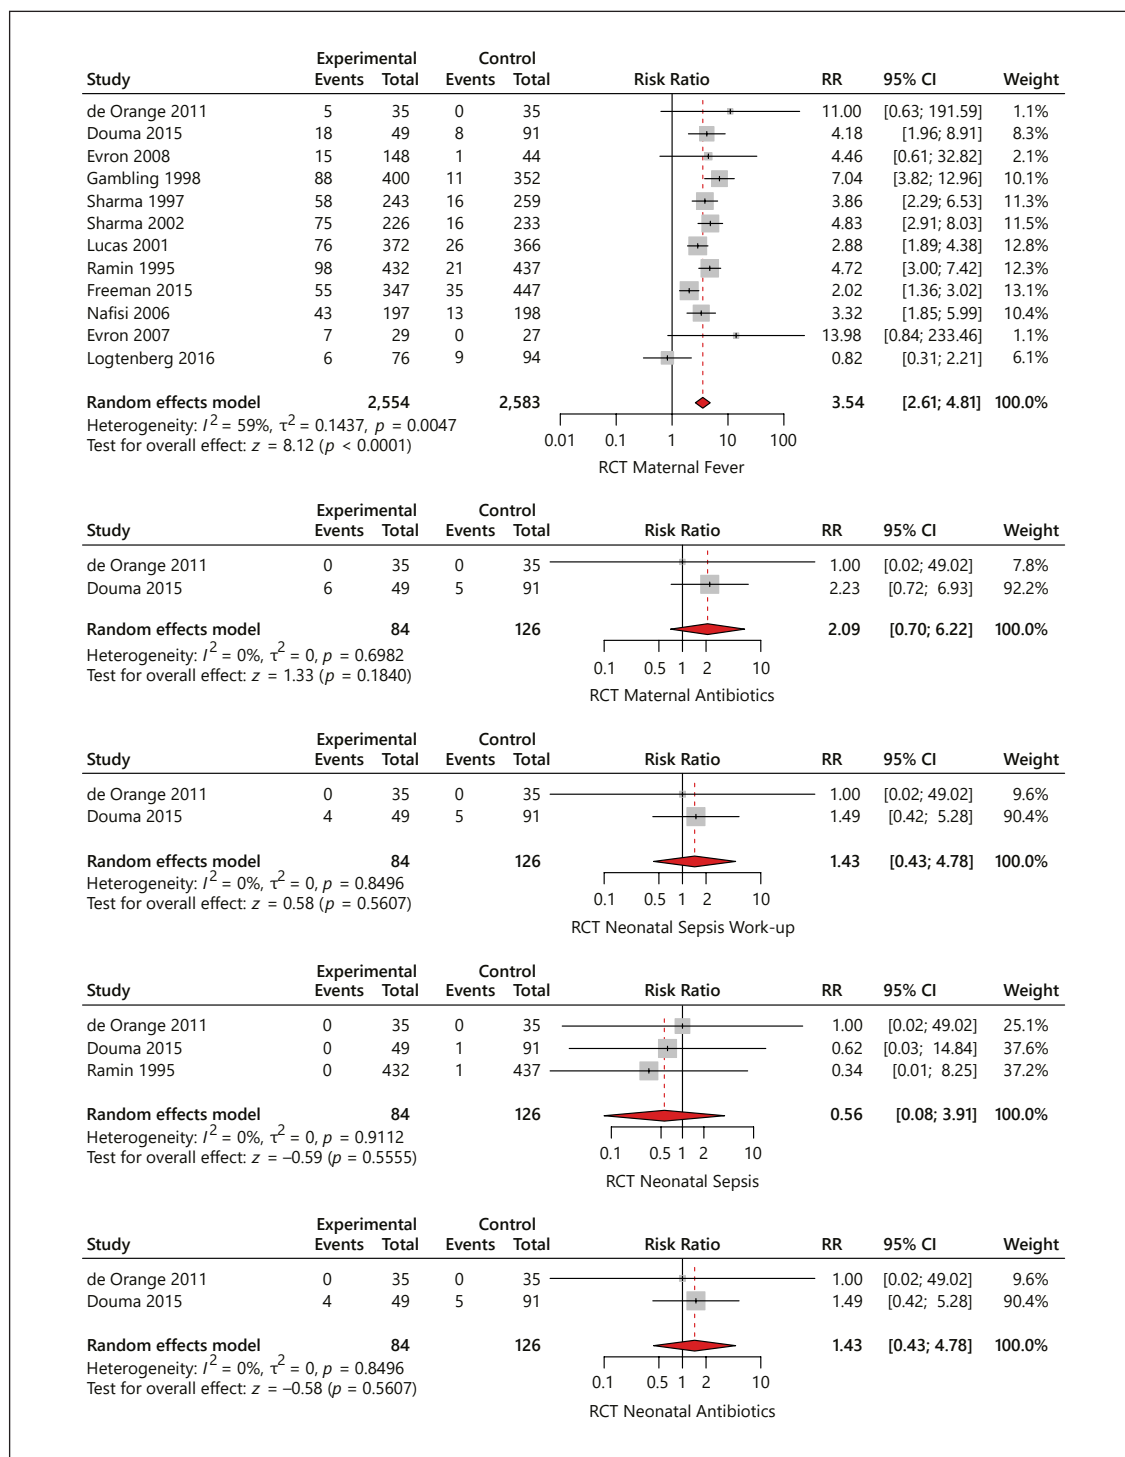 Experimental Control
Study Events Total Events Total Risk Ratio RR 95% CI Weight
de Orange 2011 5 35 0 35 11.00 [0.63; 191.59] 1.1%
Douma 2015 18 49 8 91 4.18 [1.96; 8.91] 8.3%
Evron 2008 15 148 1 44 4.46 [0.61; 32.82] 2.1%
Gambling 1998 88 400 11 352 7.04 [3.82; 12.96] 10.1%
Sharma 1997 58 243 16 259 3.86 [2.29; 6.53] 11.3%
Sharma 2002 75 226 16 233 4.83 [2.91; 8.03] 11.5%
Lucas 2001 76 372 26 366 2.88 [1.89; 4.38] 12.8%
Ramin 1995 98 432 21 437 4.72 [3.00; 7.42] 12.3%
Freeman 2015 55 347 35 447 2.02 [1.36; 3.02] 13.1%
Nafisi 2006 43 197 13 198 3.32 [1.85; 5.99] 10.4%
Evron 2007 7 29 0 27 13.98 [0.84; 233.46] 1.1%
Logtenberg 2016 6 76 9 94 0.82 [0.31; 2.21] 6.1%
Random effects model 2,554 2,583 3.54 [2.61; 4.81] 100.0%
Heterogeneity: I² = 59%, τ² = 0.1437, p = 0.0047
Test for overall effect: z = 8.12 (p < 0.0001)
0.01 0.1 1 10 100
RCT Maternal Fever
Experimental Control
Study Events Total Events Total Risk Ratio RR 95% CI Weight
de Orange 2011 0 35 0 35 1.00 [0.02; 49.02] 7.8%
Douma 2015 6 49 5 91 2.23 [0.72; 6.93] 92.2%
Random effects model 84 126 2.09 [0.70; 6.22] 100.0%
Heterogeneity: I² = 0%, τ² = 0, p = 0.6982
Test for overall effect: z = 1.33 (p = 0.1840)
0.1 0.5 1 2 10
RCT Maternal Antibiotics
Experimental Control
Study Events Total Events Total Risk Ratio RR 95% CI Weight
de Orange 2011 0 35 0 35 1.00 [0.02; 49.02] 9.6%
Douma 2015 4 49 5 91 1.49 [0.42; 5.28] 90.4%
Random effects model 84 126 1.43 [0.43; 4.78] 100.0%
Heterogeneity: I² = 0%, τ² = 0, p = 0.8496
Test for overall effect: z = 0.58 (p = 0.5607)
0.1 0.5 1 2 10
RCT Neonatal Sepsis Work-up
Experimental Control
Study Events Total Events Total Risk Ratio RR 95% CI Weight
de Orange 2011 0 35 0 35 1.00 [0.02; 49.02] 25.1%
Douma 2015 0 49 1 91 0.62 [0.03; 14.84] 37.6%
Ramin 1995 0 432 1 437 0.34 [0.01; 8.25] 37.2%
Random effects model 84 126 0.56 [0.08; 3.91] 100.0%
Heterogeneity: I² = 0%, τ² = 0, p = 0.9112
Test for overall effect: z = –0.59 (p = 0.5555)
0.1 0.5 1 2 10
RCT Neonatal Sepsis
Experimental Control
Study Events Total Events Total Risk Ratio RR 95% CI Weight
de Orange 2011 0 35 0 35 1.00 [0.02; 49.02] 9.6%
Douma 2015 4 49 5 91 1.49 [0.42; 5.28] 90.4%
Random effects model 84 126 1.43 [0.43; 4.78] 100.0%
Heterogeneity: I² = 0%, τ² = 0, p = 0.8496
Test for overall effect: z = –0.58 (p = 0.5607)
0.1 0.5 1 2 10
RCT Neonatal Antibiotics